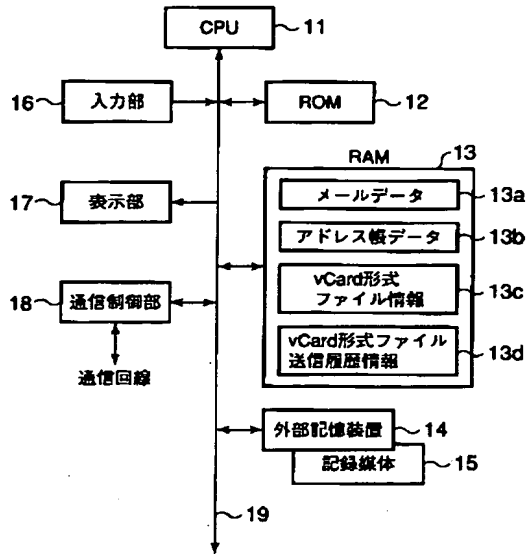 CPU
11
16
入力部
ROM
12
RAM
13
メールデータ
13a
17
表示部
アドレス帳データ
13b
vCard形式
ファイル情報
13c
18
通信制御部
vCard形式ファイル
送信履歴情報
13d
通信回線
外部記憶装置
14
記録媒体
15
19